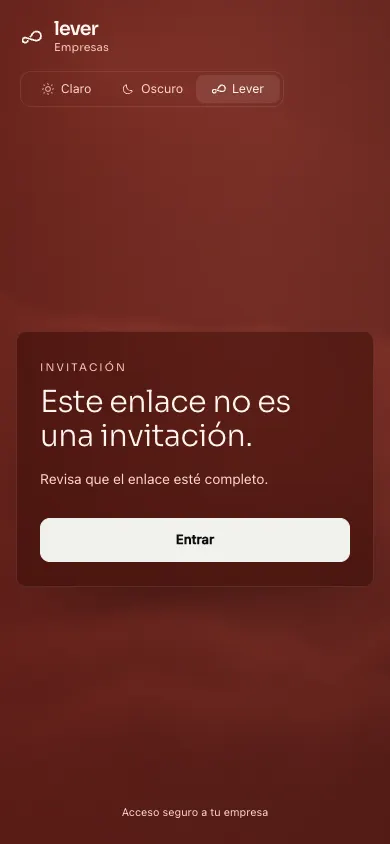 lever
Empresas
Claro
Oscuro
Lever
INVITACIÓN
Este enlace no es
una invitación.
Revisa que el enlace esté completo.
Entrar
Acceso seguro a tu empresa